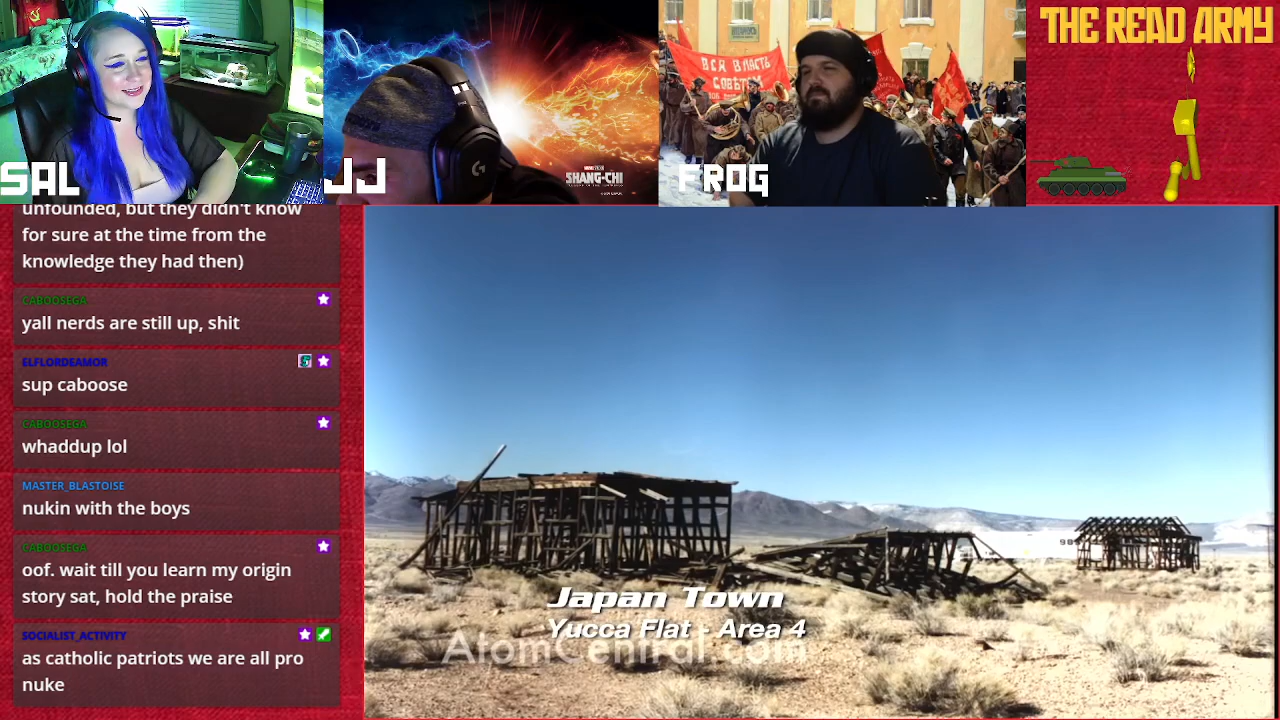 SAL
JJ
SHANG-CHI
ВСЯ ВЛАСТЬ
СОВѢТАМ
FROG
THE READ ARMY
unfounded, but they didn't know
for sure at the time from the
knowledge they had then)
CABOOSEGA
yall nerds are still up, shit
ELFLORDEAMOR
sup caboose
CABOOSEGA
whaddup lol
MASTER_BLASTOISE
nukin with the boys
CABOOSEGA
oof. wait till you learn my origin
story sat, hold the praise
SOCIALIST_ACTIVITY
as catholic patriots we are all pro
nuke
Japan Town
Yucca Flat - Area 4
AtomCentral.com